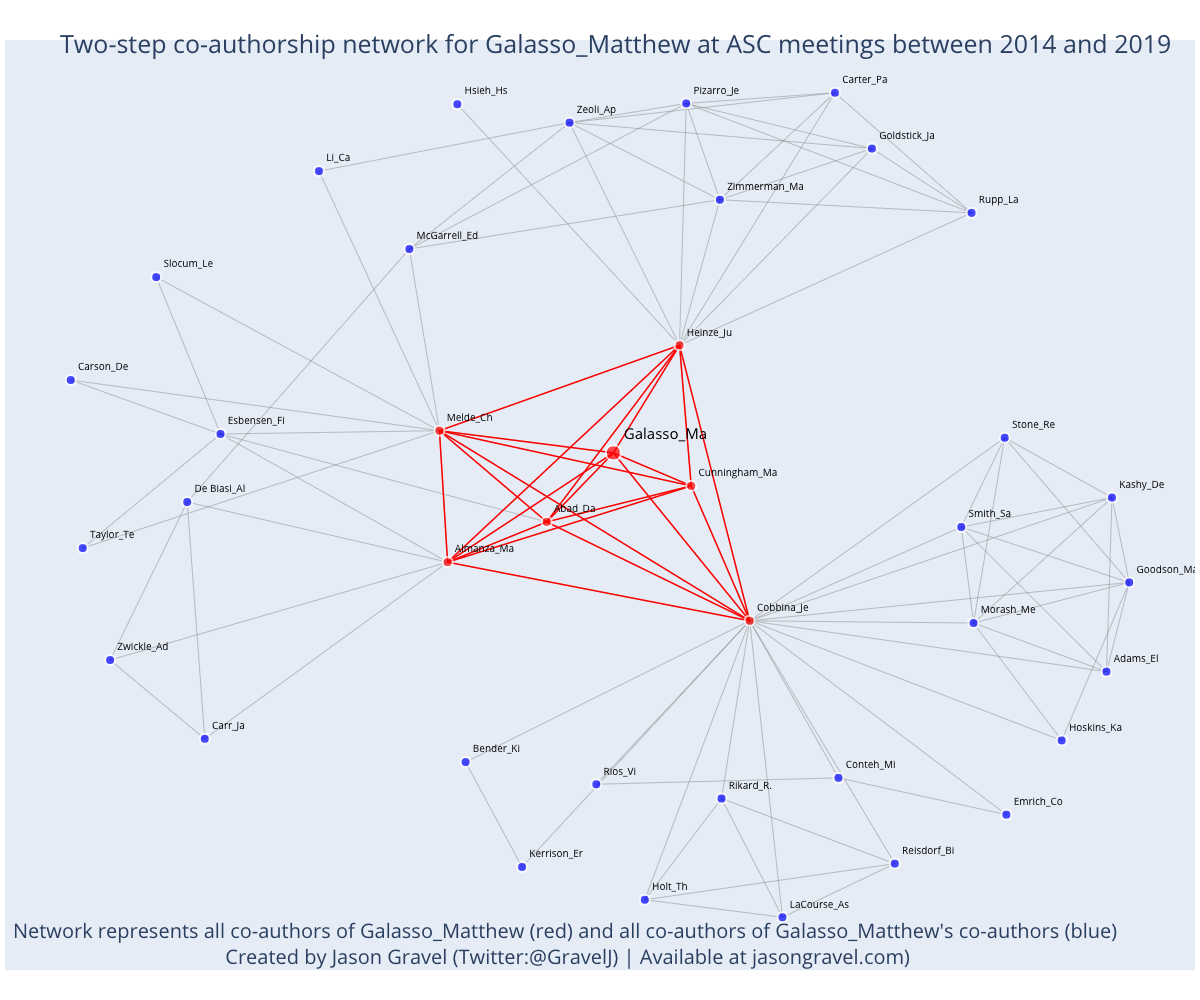 Two-step co-authorship network for Galasso_Matthew at ASC meetings between 2014 and 2019
Carter_Pa
Hsieh_Hs
Pizarro_Je
Zeoli_Ap
Goldstick_Ja
Li_Ca
Zimmerman_Ma
Rupp_La
McGarrell_Ed
Slocum_Le
Heinze_Ju
Carson_De
Melde_Ch
Esbensen_Fi
Stone_Re
Galasso_Ma
Cunningham_Ma
Kashy_De
De Biasi_Al
Abad_Da
Smith_Sa
Taylor_Te
Almanza_Ma
Goodson_Ma
Cobbina_Je
Morash_Me
Zwickle_Ad
Adams_El
Carr_Ja
Hoskins_Ka
Bender_Ki
Conteh_Mi
Rios_Vi
Rikard_R.
Emrich_Co
Kerrison_Er
Reisdorf_Bi
Holt_Th
LaCourse_As
Network represents all co-authors of Galasso_Matthew (red) and all co-authors of Galasso_Matthew's co-authors (blue)
Created by Jason Gravel (Twitter:@GravelJ) | Available at jasongravel.com)